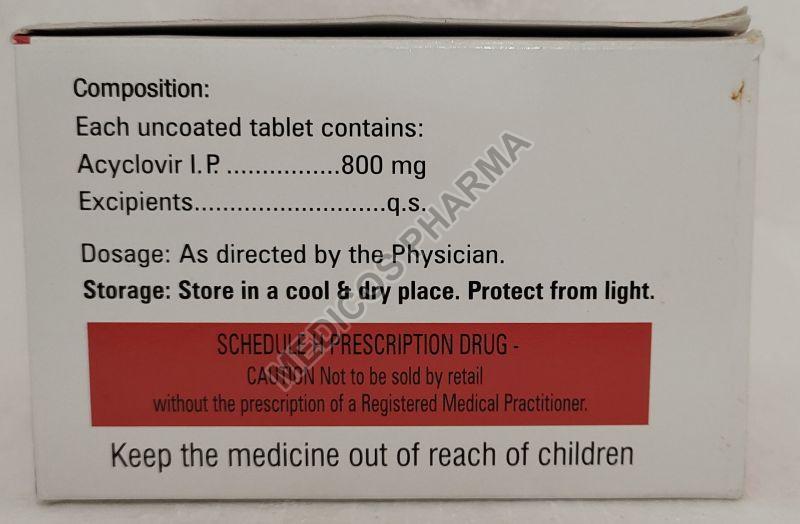 Composition:
Each uncoated tablet contains:
Acyclovir I.P. ................800 mg
Excipients...........................q.s.
Dosage: As directed by the Physician.
Storage: Store in a cool & dry place. Protect from light.
SCHEDULE H PRESCRIPTION DRUG -
CAUTION Not to be sold by retail
without the prescription of a Registered Medical Practitioner.
Keep the medicine out of reach of children
MEDICOS PHARMA